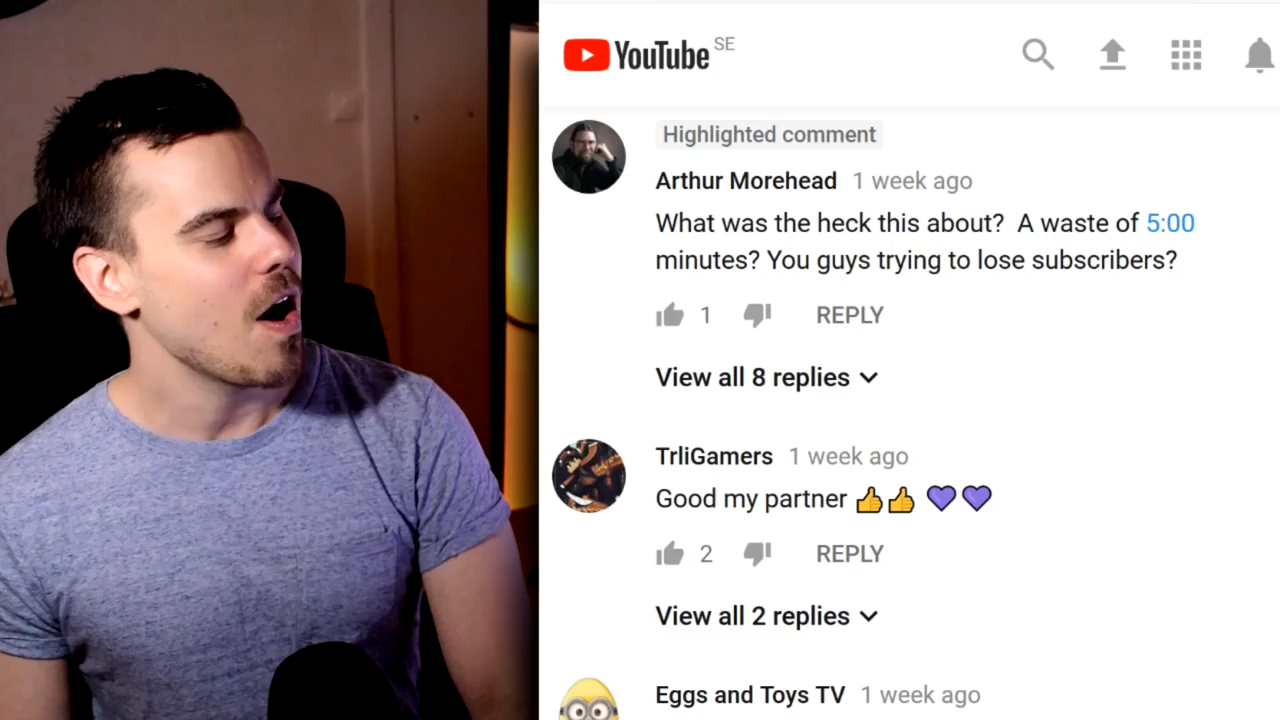 YouTube SE
Highlighted comment
Arthur Morehead 1 week ago
What was the heck this about? A waste of 5:00
minutes? You guys trying to lose subscribers?
1 REPLY
View all 8 replies
TrliGamers 1 week ago
Good my partner 👍👍 💜💜
2 REPLY
View all 2 replies
Eggs and Toys TV 1 week ago